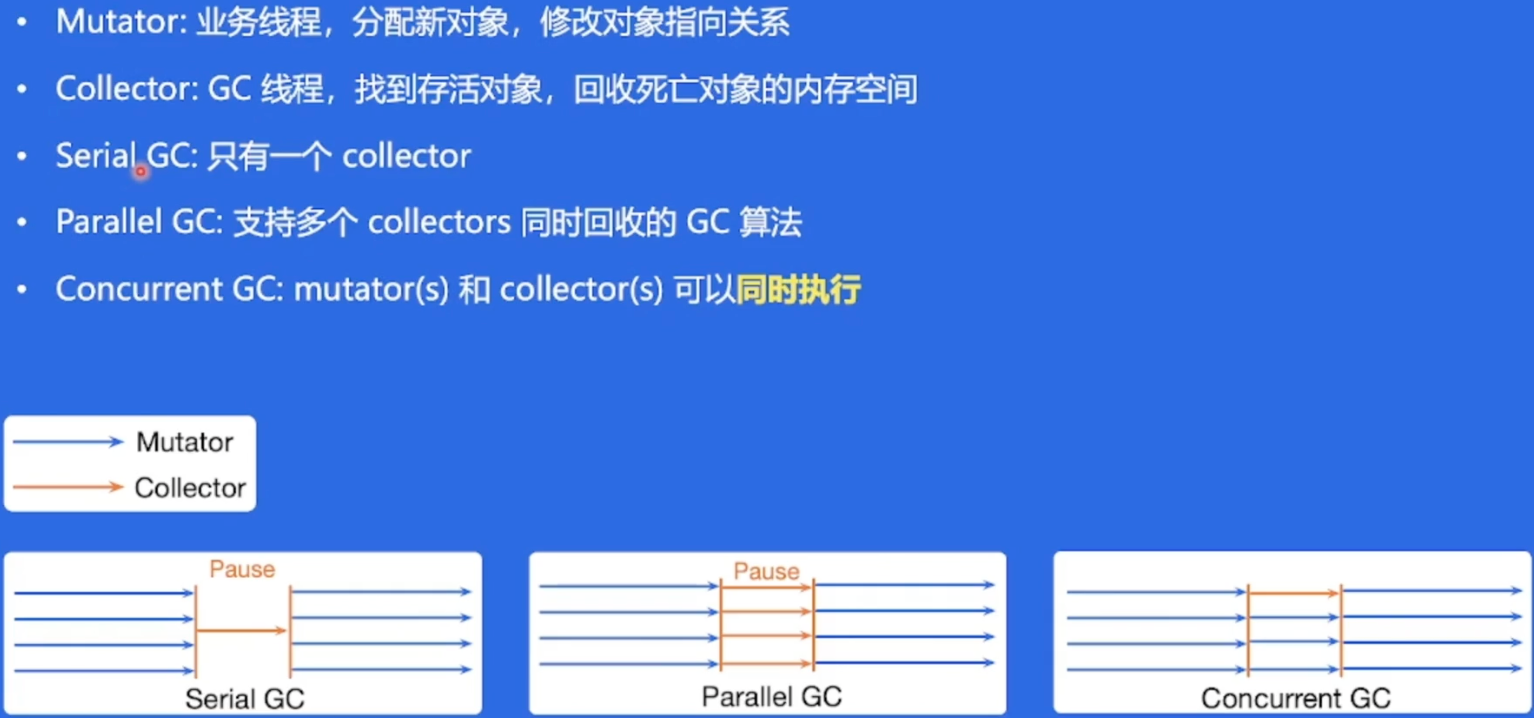 • Mutator: 业务线程，分配新对象，修改对象指向关系
• Collector: GC 线程，找到存活对象，回收死亡对象的内存空间
• Serial GC: 只有一个 collector
• Parallel GC: 支持多个 collectors 同时回收的 GC 算法
• Concurrent GC: mutator(s) 和 collector(s) 可以同时执行
Mutator
Collector
Pause
Serial GC
Pause
Parallel GC
Concurrent GC